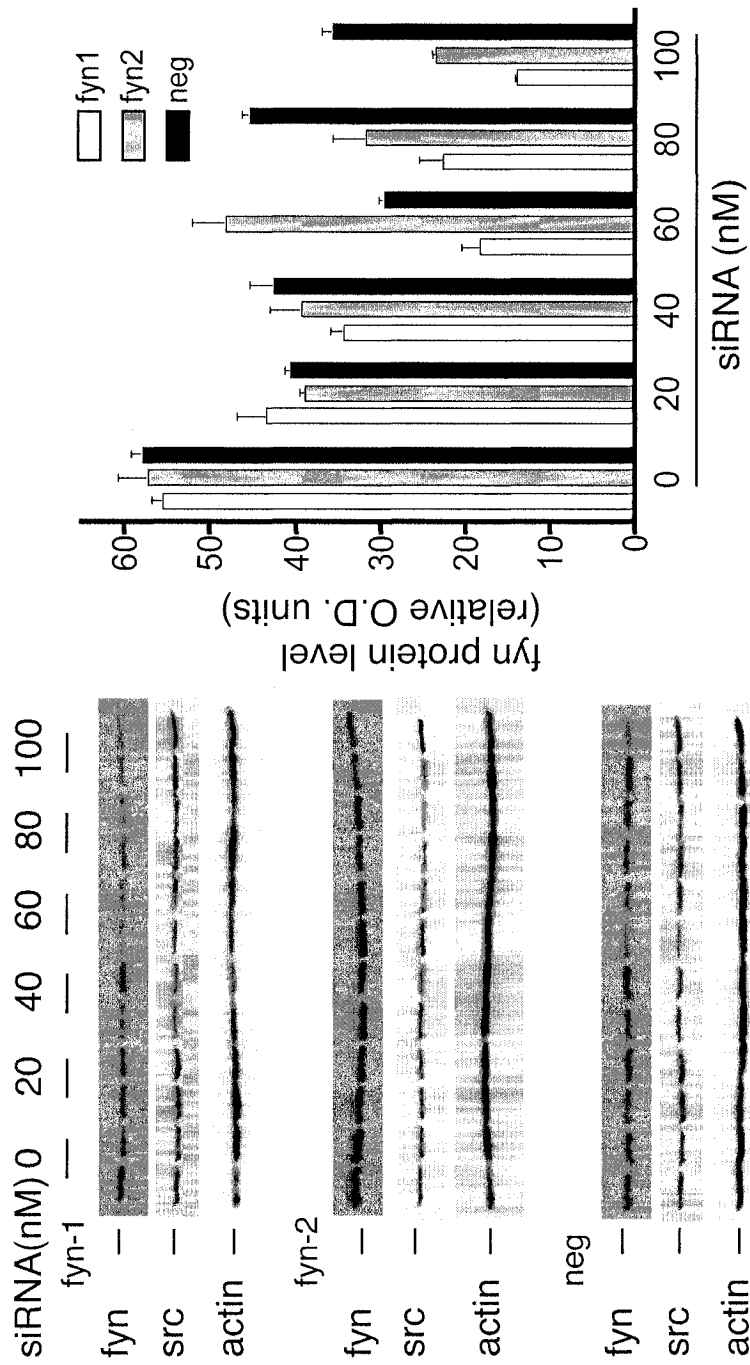 siRNA(nM) 0 20 40 60 80 100
fyn-1
fyn
src
actin
fyn-2
fyn
src
actin
neg
fyn
src
actin
fyn protein level
(relative O.D. units)
60
50
40
30
20
10
0
fyn1
fyn2
neg
0 20 40 60 80 100
siRNA (nM)